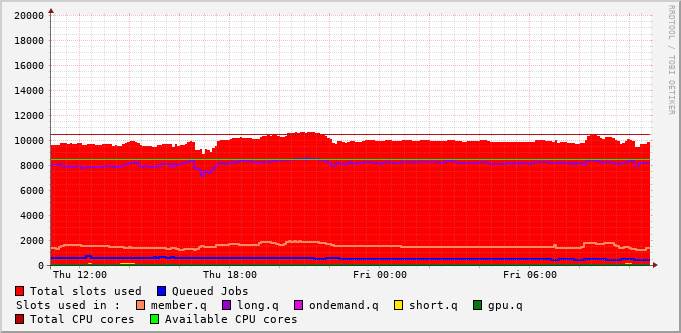 20000
18000
16000
14000
12000
10000
8000
6000
4000
2000
0
Thu 12:00 Thu 18:00 Fri 00:00 Fri 06:00
Total slots used Queued Jobs
Slots used in : member.q long.q ondemand.q short.q gpu.q
Total CPU cores Available CPU cores
RRDTOOL / TOBI OETIKER